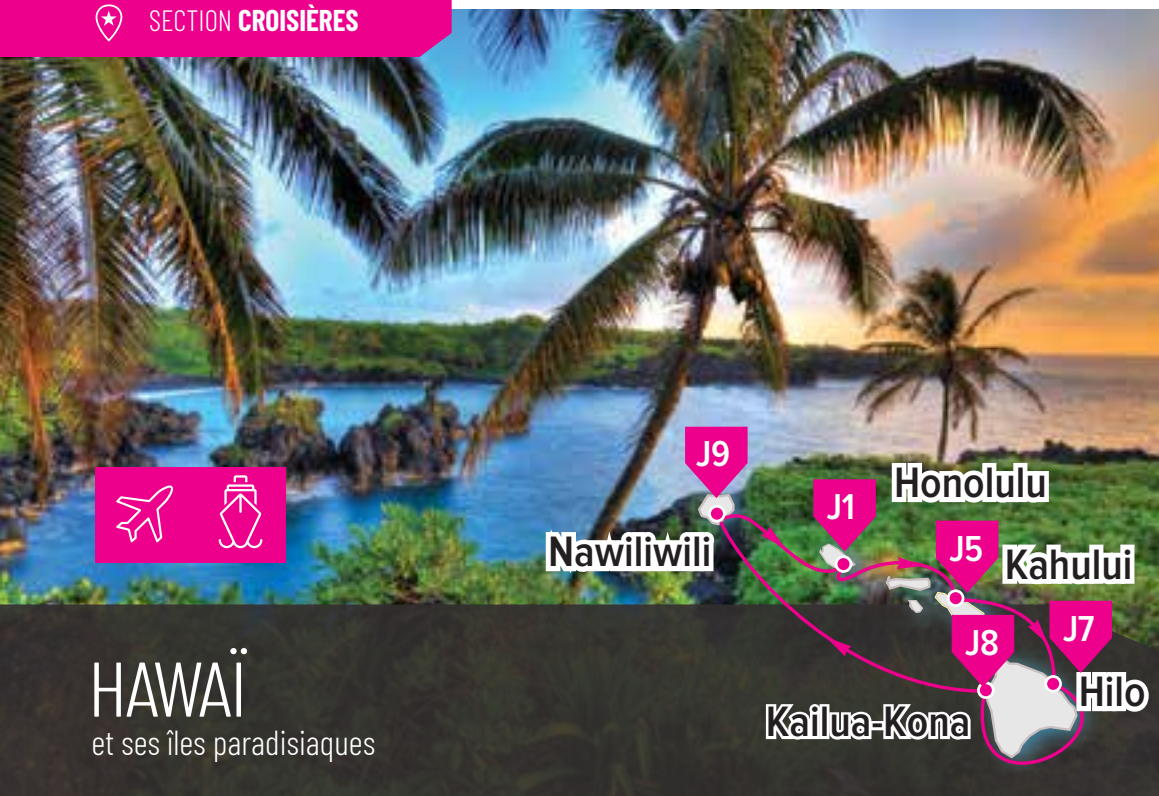 SECTION CROISIÈRES
J9
Nawiliwili
J1
Honolulu
J5
Kahului
J7
Hilo
J8
Kailua-Kona
HAWAÏ
et ses îles paradisiaques